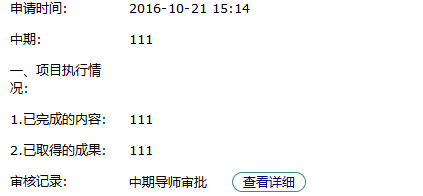 申请时间: 2016-10-21 15:14
中期: 111
一、项目执行情
况:
1.已完成的内容: 111
2.已取得的成果: 111
审核记录: 中期导师审批 查看详细